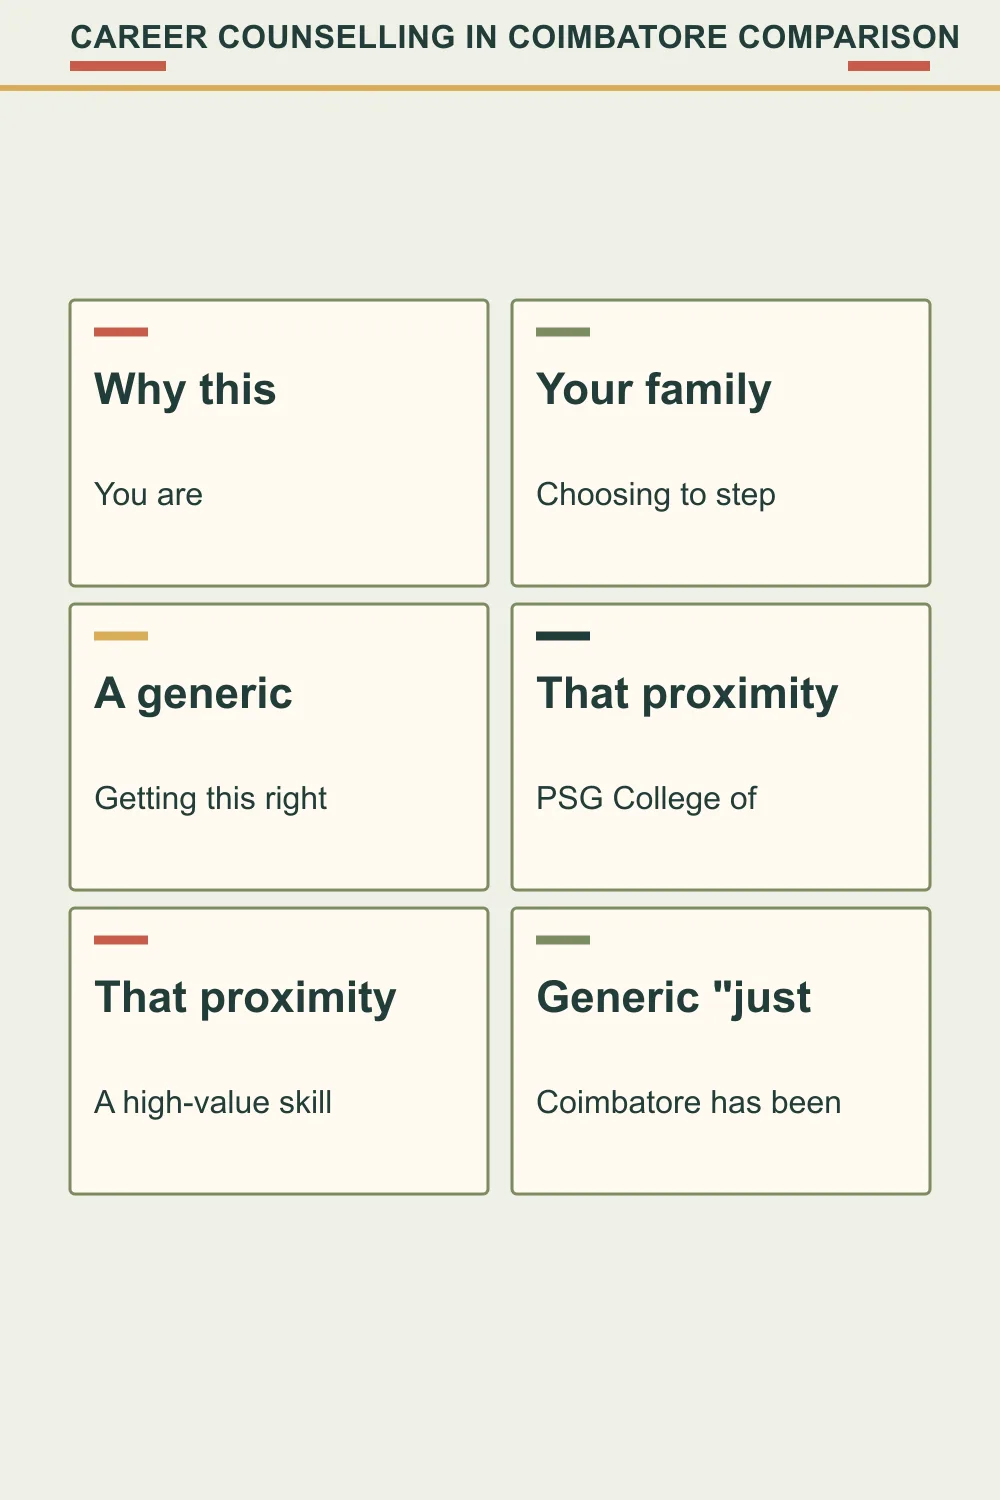 CAREER COUNSELLING IN COIMBATORE COMPARISON
Why this
You are
Your family
Choosing to step
A generic
Getting this right
That proximity
PSG College of
That proximity
A high-value skill
Generic "just
Coimbatore has been